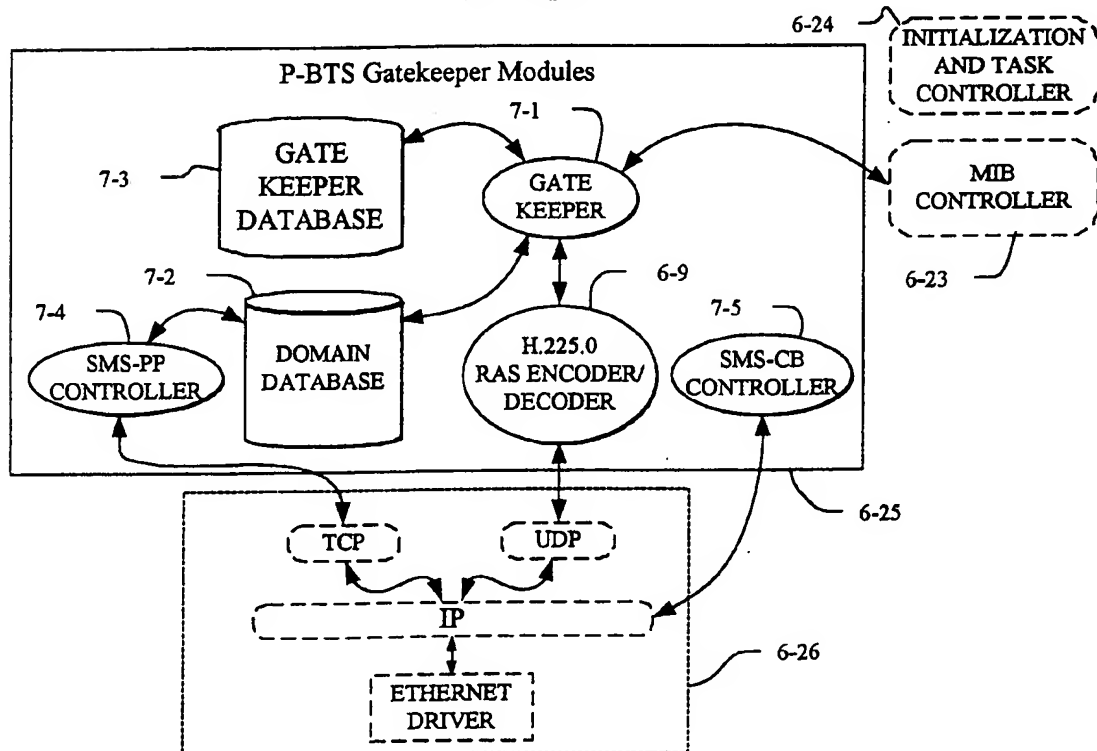 6-24
INITIALIZATION
AND TASK
CONTROLLER
P-BTS Gatekeeper Modules
7-1
7-3
GATE
KEEPER
DATABASE
GATE
KEEPER
MIB
CONTROLLER
6-23
7-2
6-9
7-4
7-5
SMS-PP
CONTROLLER
DOMAIN
DATABASE
H.225.0
RAS ENCODER/
DECODER
SMS-CB
CONTROLLER
6-25
TCP
UDP
IP
6-26
ETHERNET
DRIVER